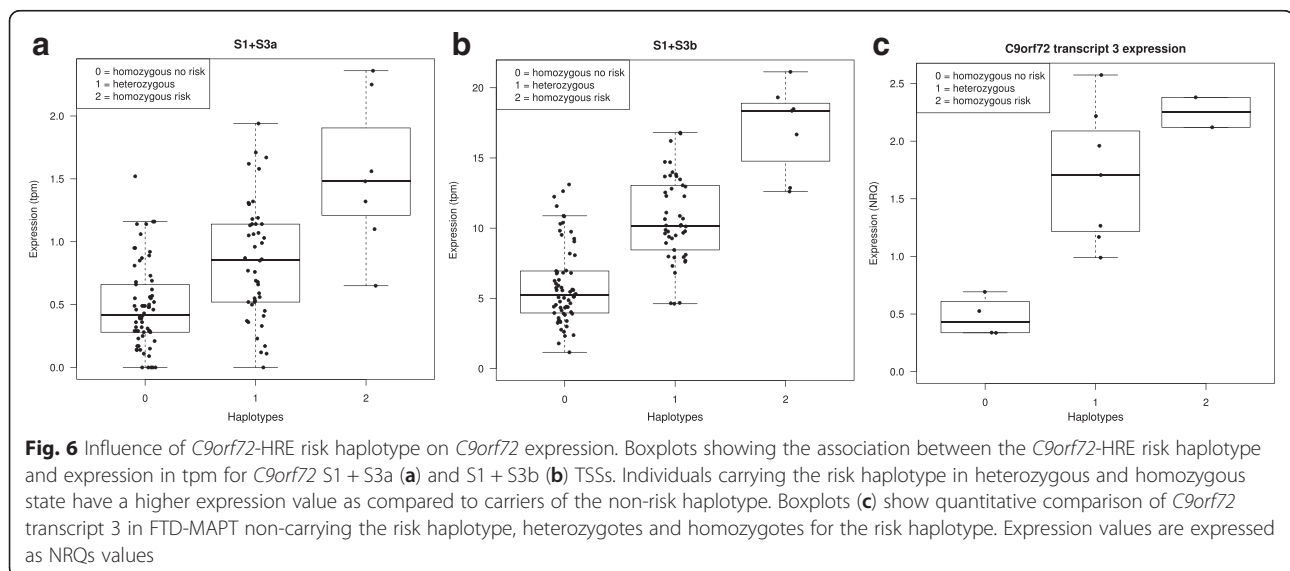 a
S1+S3a
0 = homozygous no risk
1 = heterozygous
2 = homozygous risk
Expression (tpm)
2.0
1.5
1.0
0.5
0.0
0 1 2
Haplotypes
b
S1+S3b
0 = homozygous no risk
1 = heterozygous
2 = homozygous risk
Expression (tpm)
20
15
10
5
0
0 1 2
Haplotypes
c
C9orf72 transcript 3 expression
0 = homozygous no risk
1 = heterozygous
2 = homozygous risk
Expression (NRQ)
2.5
2.0
1.5
1.0
0.5
0.0
0 1 2
Haplotypes
Fig. 6 Influence of C9orf72-HRE risk haplotype on C9orf72 expression. Boxplots showing the association between the C9orf72-HRE risk haplotype
and expression in tpm for C9orf72 S1 + S3a (a) and S1 + S3b (b) TSSs. Individuals carrying the risk haplotype in heterozygous and homozygous
state have a higher expression value as compared to carriers of the non-risk haplotype. Boxplots (c) show quantitative comparison of C9orf72
transcript 3 in FTD-MAPT non-carrying the risk haplotype, heterozygotes and homozygotes for the risk haplotype. Expression values are expressed
as NRQs values